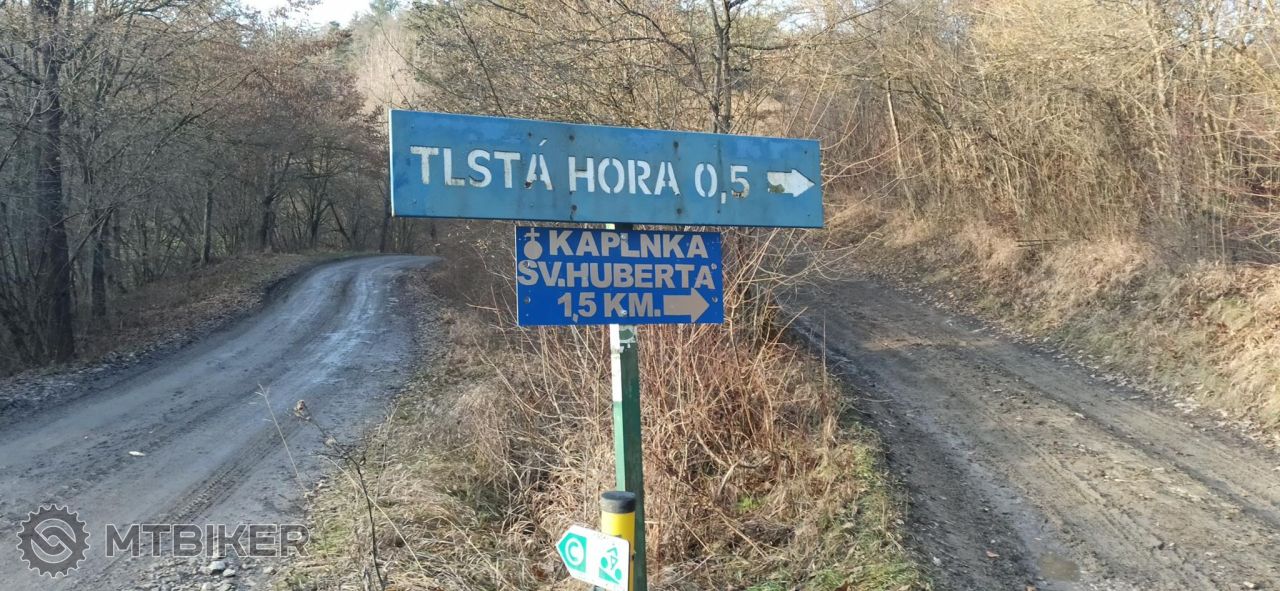 TLSTÁ HORA 0,5
KAPLNKA
SV.HUBERTA
1,5 KM.
C
MTBIKER